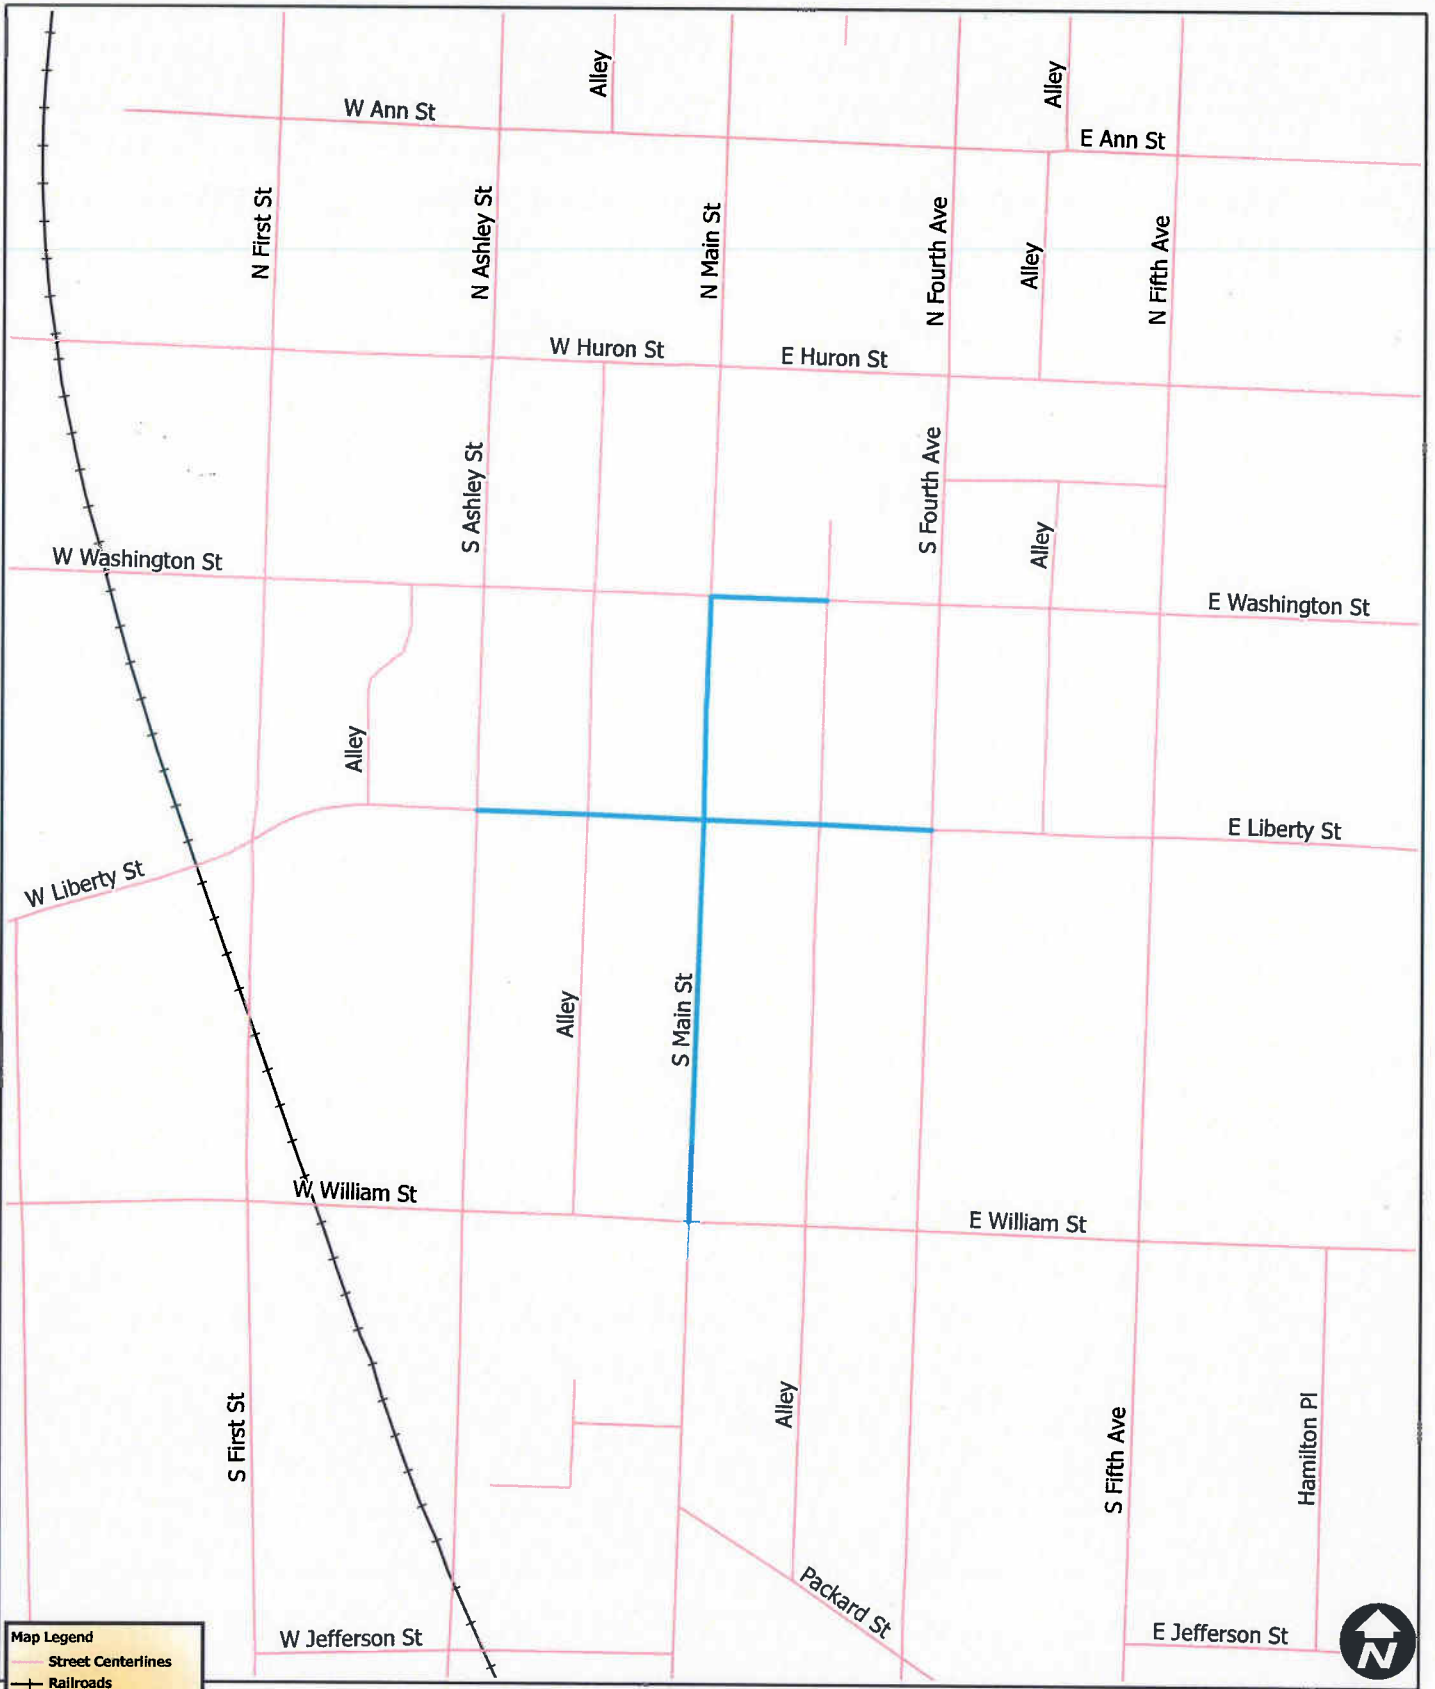 Alley
Alley
W Ann St
E Ann St
N First St
N Ashley St
N Main St
N Fourth Ave
Alley
N Fifth Ave
W Huron St
E Huron St
S Ashley St
S Fourth Ave
Alley
W Washington St
E Washington St
Alley
E Liberty St
W Liberty St
Alley
S Main St
W William St
E William St
S First St
Alley
S Fifth Ave
Hamilton Pl
Packard St
W Jefferson St
E Jefferson St
N
Map Legend
Street Centerlines
Railroads